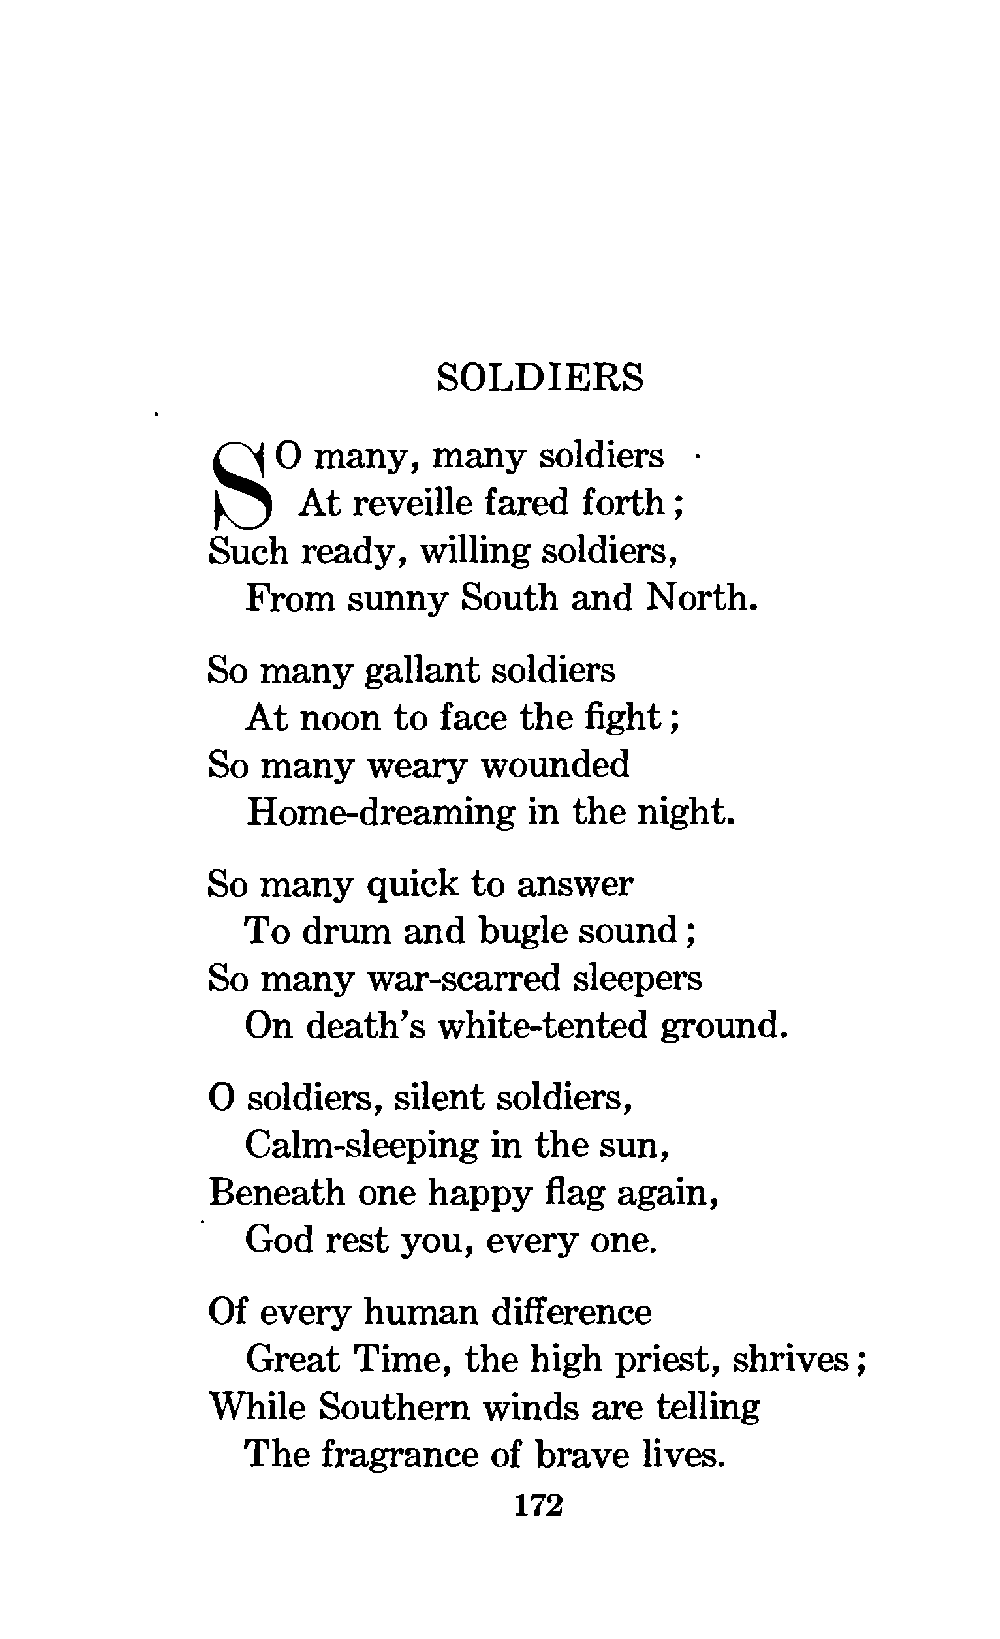 SOLDIERS
SO many, many soldiers
At reveille fared forth;
Such ready, willing soldiers,
From sunny South and North.
So many gallant soldiers
At noon to face the fight;
So many weary wounded
Home-dreaming in the night.
So many quick to answer
To drum and bugle sound;
So many war-scarred sleepers
On death's white-tented ground.
O soldiers, silent soldiers,
Calm-sleeping in the sun,
Beneath one happy flag again,
God rest you, every one.
Of every human difference
Great Time, the high priest, shrives;
While Southern winds are telling
The fragrance of brave lives.
172